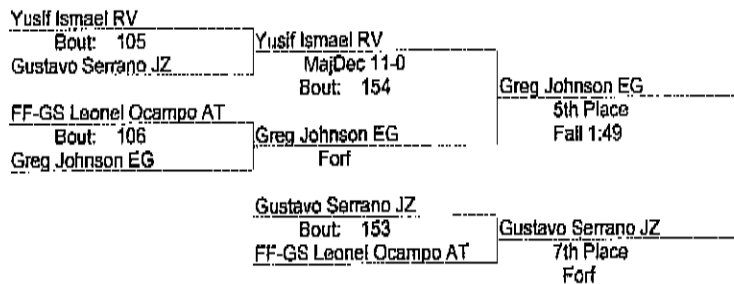 Yusif Ismael RV
Bout: 105
Gustavo Serrano JZ
Yusif Ismael RV
MajDec 11-0
Bout: 154
FF-GS Leonel Ocampo AT
Bout: 106
Greg Johnson EG
Greg Johnson EG
Forf
Greg Johnson EG
5th Place
Fall 1:49
Gustavo Serrano JZ
Bout: 153
FF-GS Leonel Ocampo AT
Gustavo Serrano JZ
7th Place
Forf